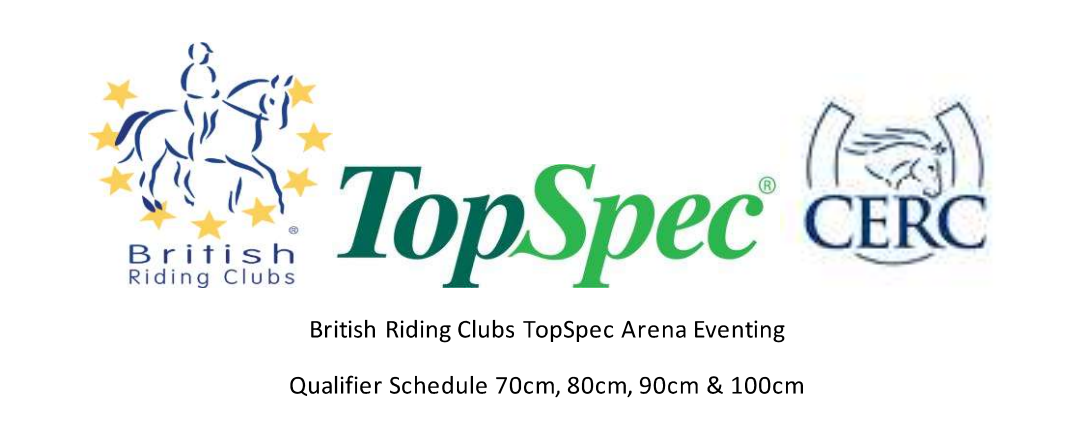 British ®
Riding Clubs
TopSpec®
CERC
British Riding Clubs TopSpec Arena Eventing
Qualifier Schedule 70cm, 80cm, 90cm & 100cm